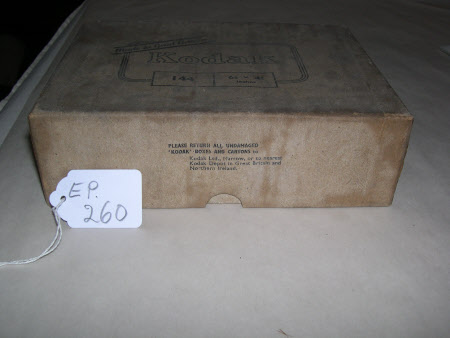 Kodak
144
PLEASE RETURN ALL UNDAMAGED
"KODAK" BOXES AND CARTONS to
Kodak Ltd., Harrow, or to nearest
Kodak Depot in Great Britain and
Northern Ireland.
EP.
260